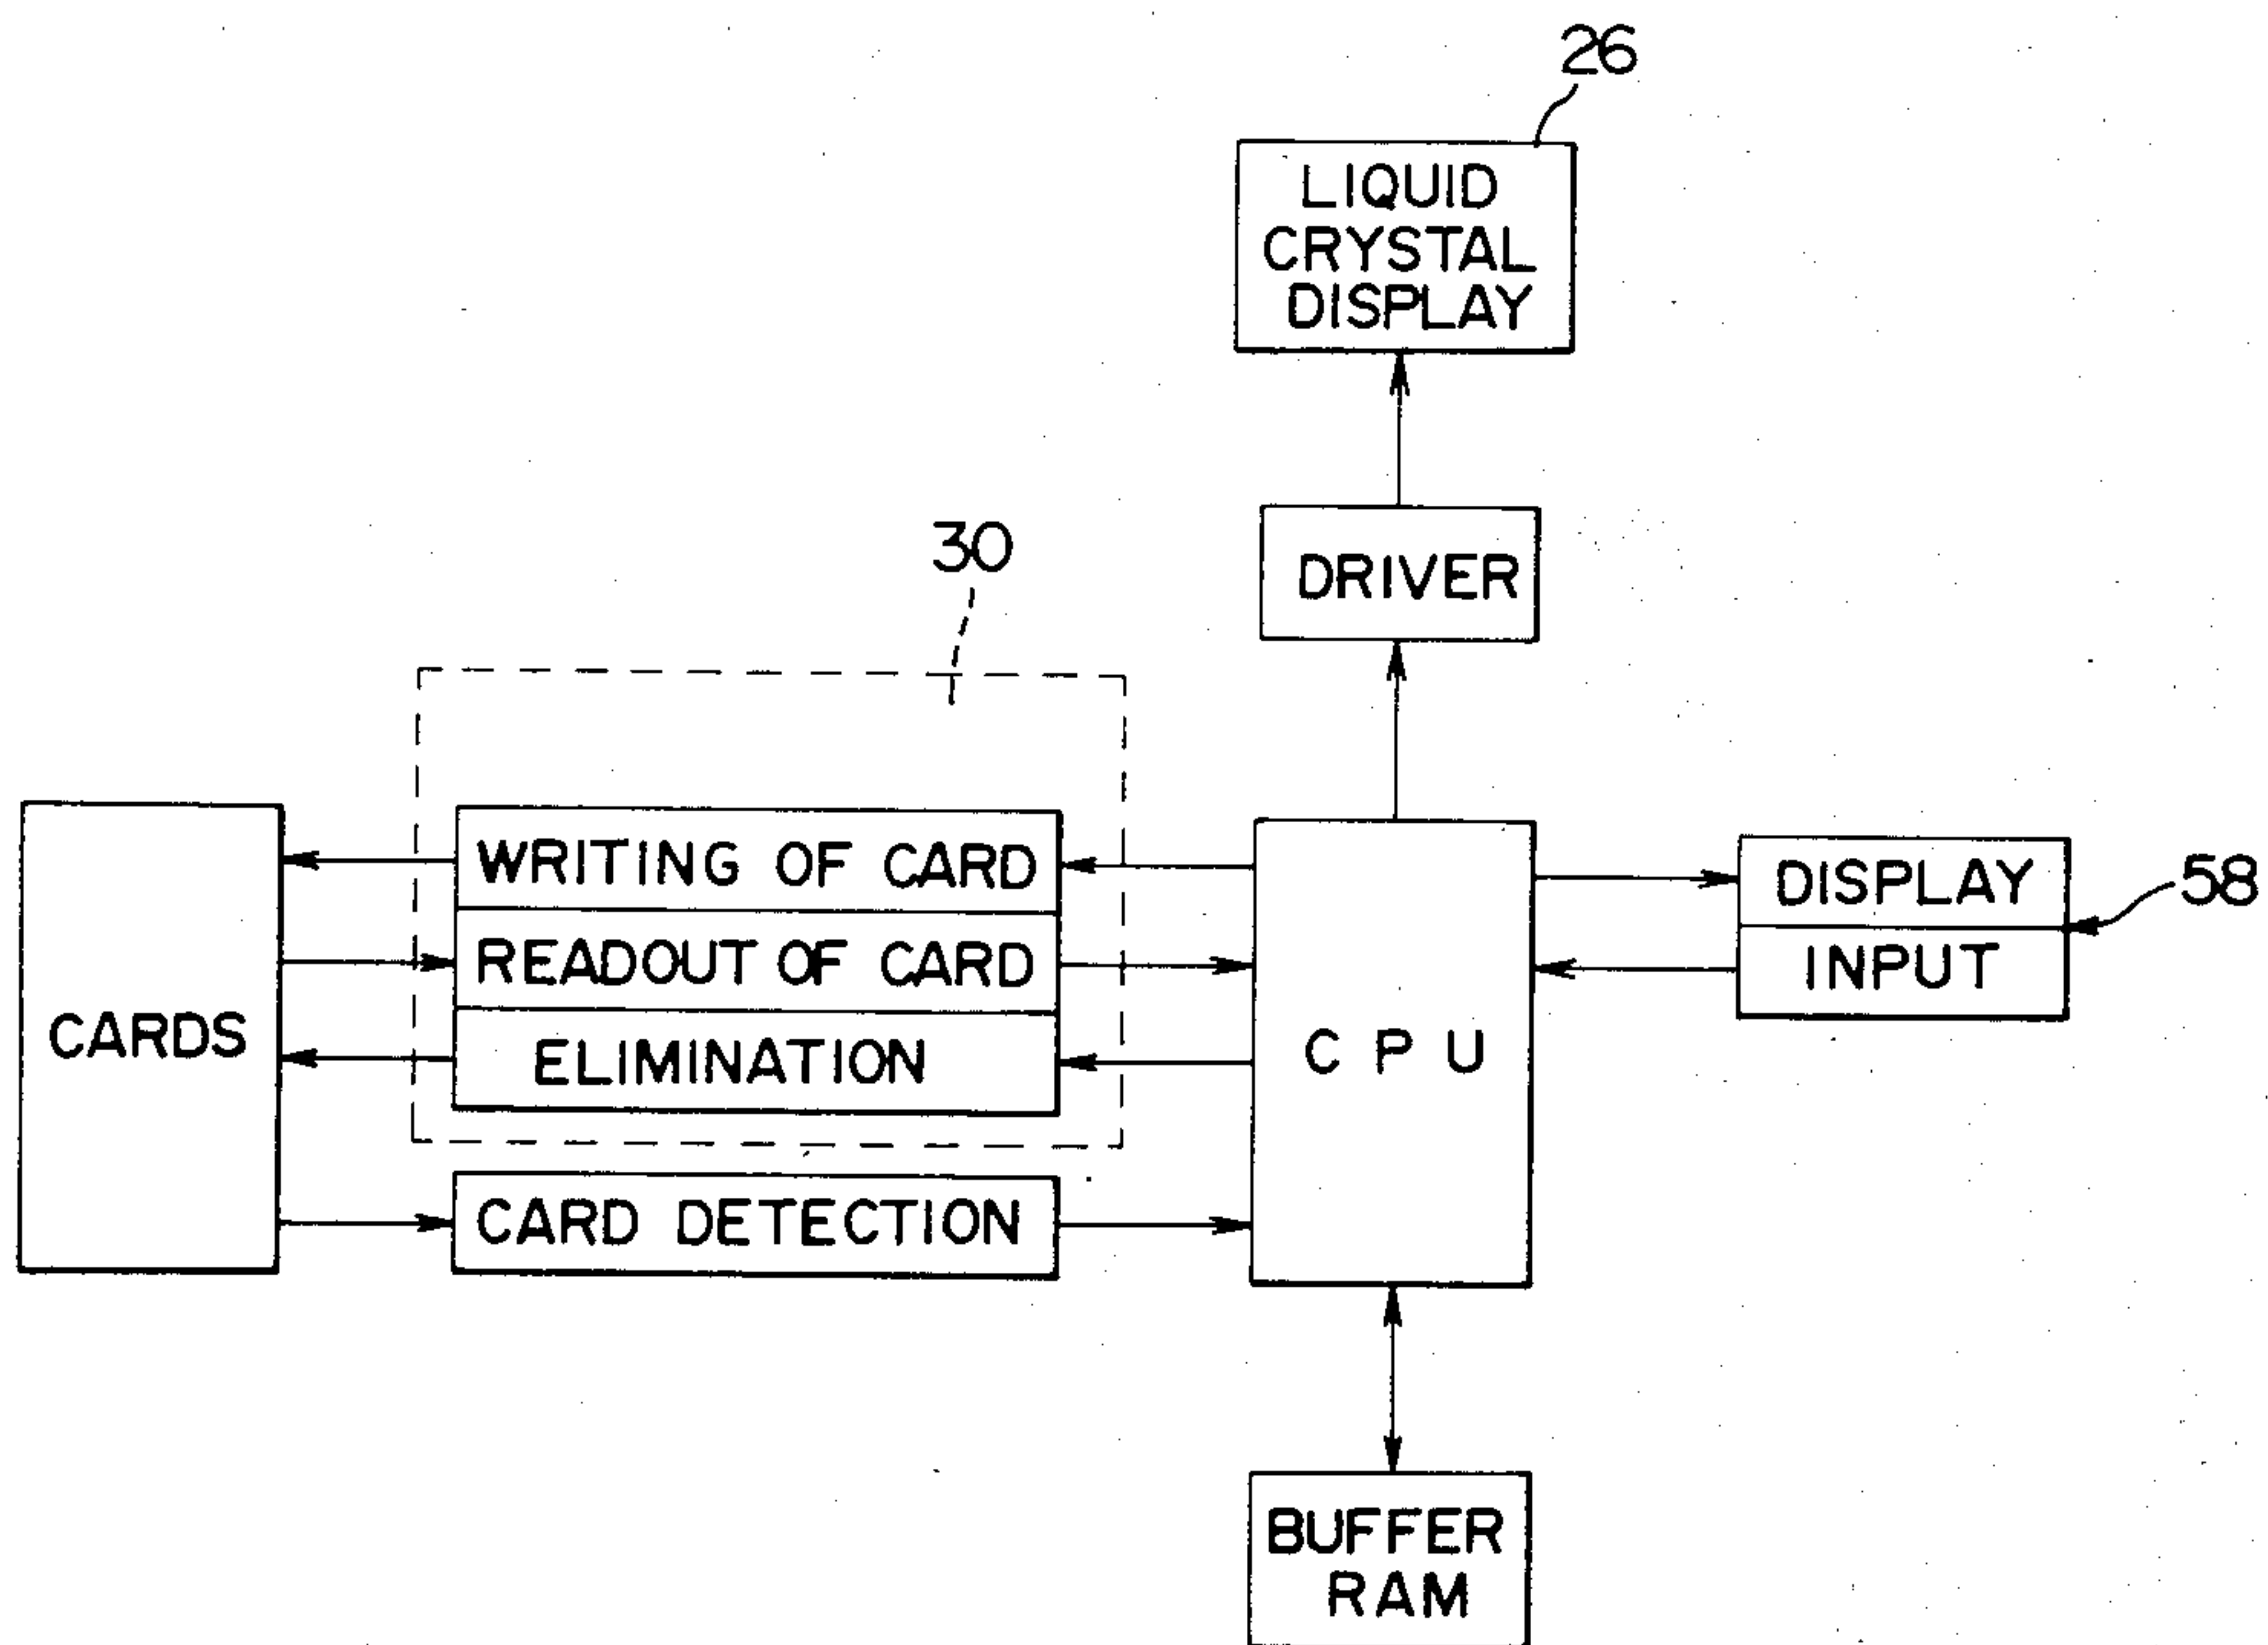 26
LIQUID
CRYSTAL
DISPLAY
30
DRIVER
WRITING OF CARD
DISPLAY
58
READOUT OF CARD
INPUT
CARDS
ELIMINATION
C P U
CARD DETECTION
BUFFER
RAM